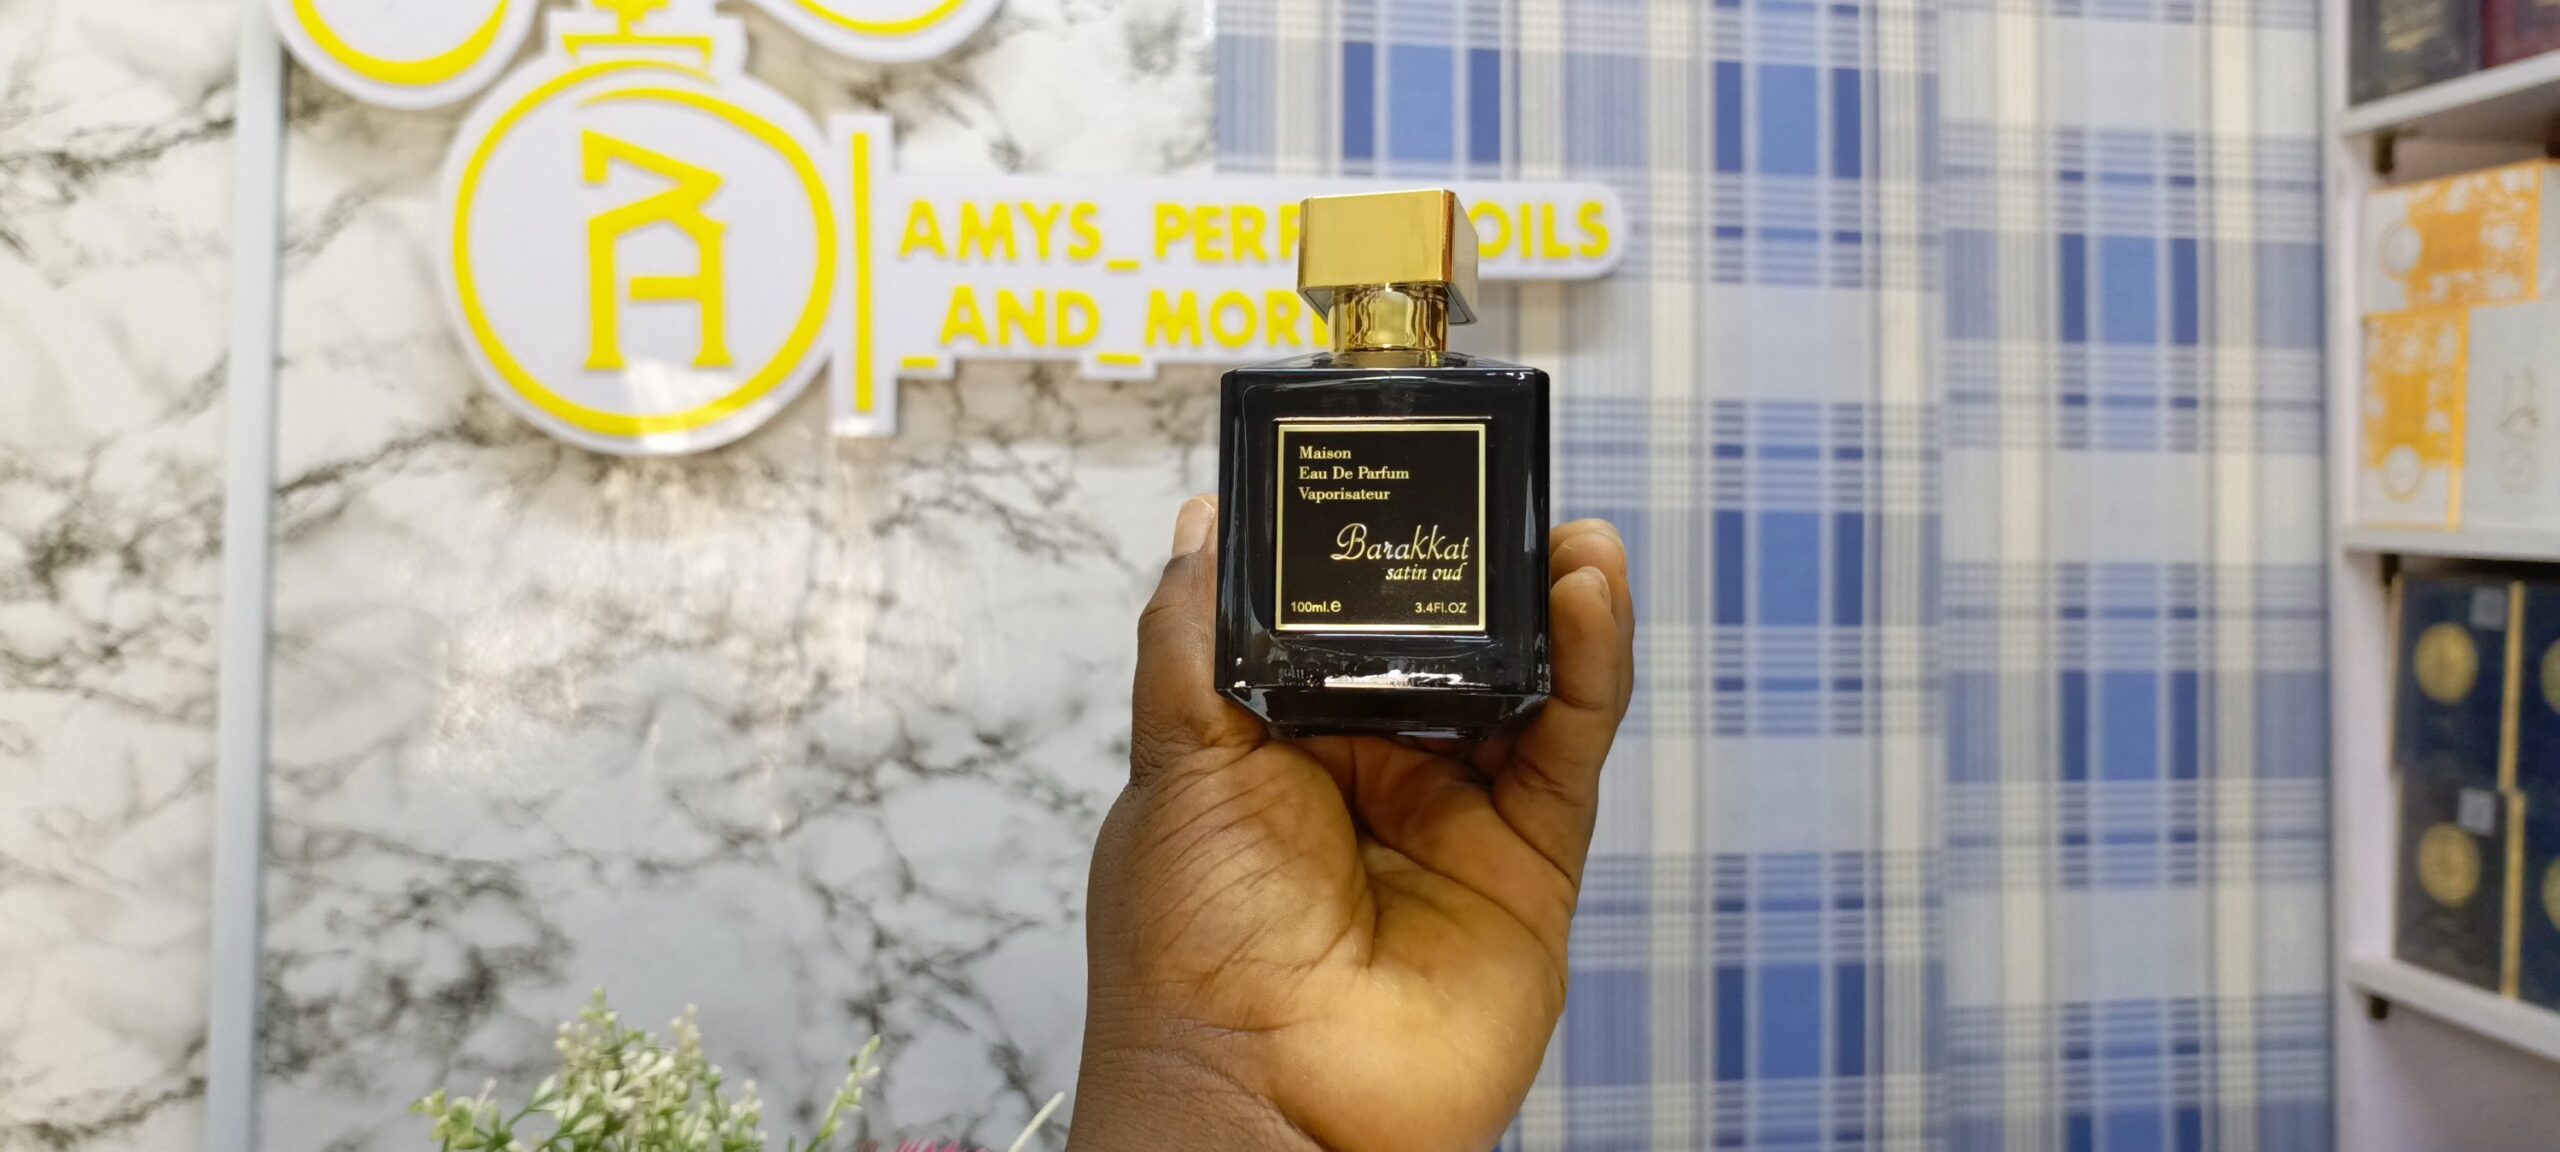 AMYS_PERF OILS
_AND_MOR
Maison
Eau De Parfum
Vaporisateur
Barakkat
satin oud
100ml.e 3.4Fl.OZ